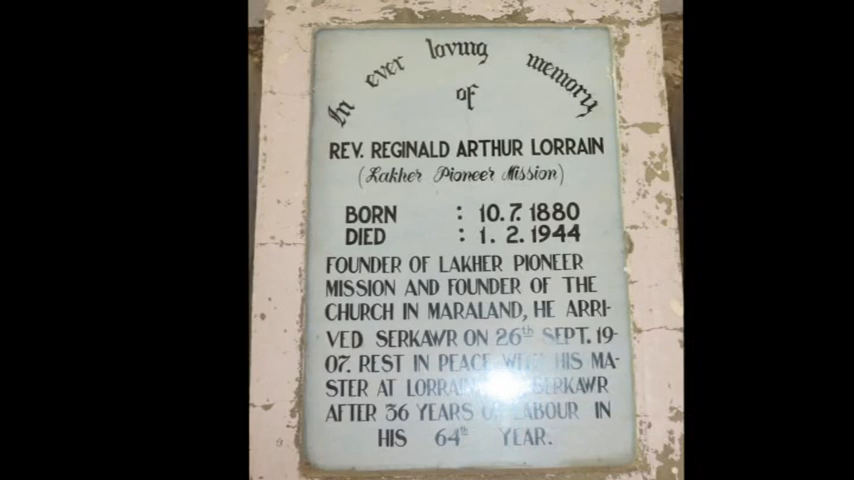 In ever loving memory
of
REV. REGINALD ARTHUR LORRAIN
(Lakher Pioneer Mission)
BORN : 10.7.1880
DIED : 1.2.1944
FOUNDER OF LAKHER PIONEER
MISSION AND FOUNDER OF THE
CHURCH IN MARALAND, HE ARRI-
VED SERKAWR ON 26th SEPT. 19-
07. REST IN PEACE WITH HIS MA-
STER AT LORRAIN SERKAWR
AFTER 36 YEARS OF LABOUR IN
HIS 64th YEAR.